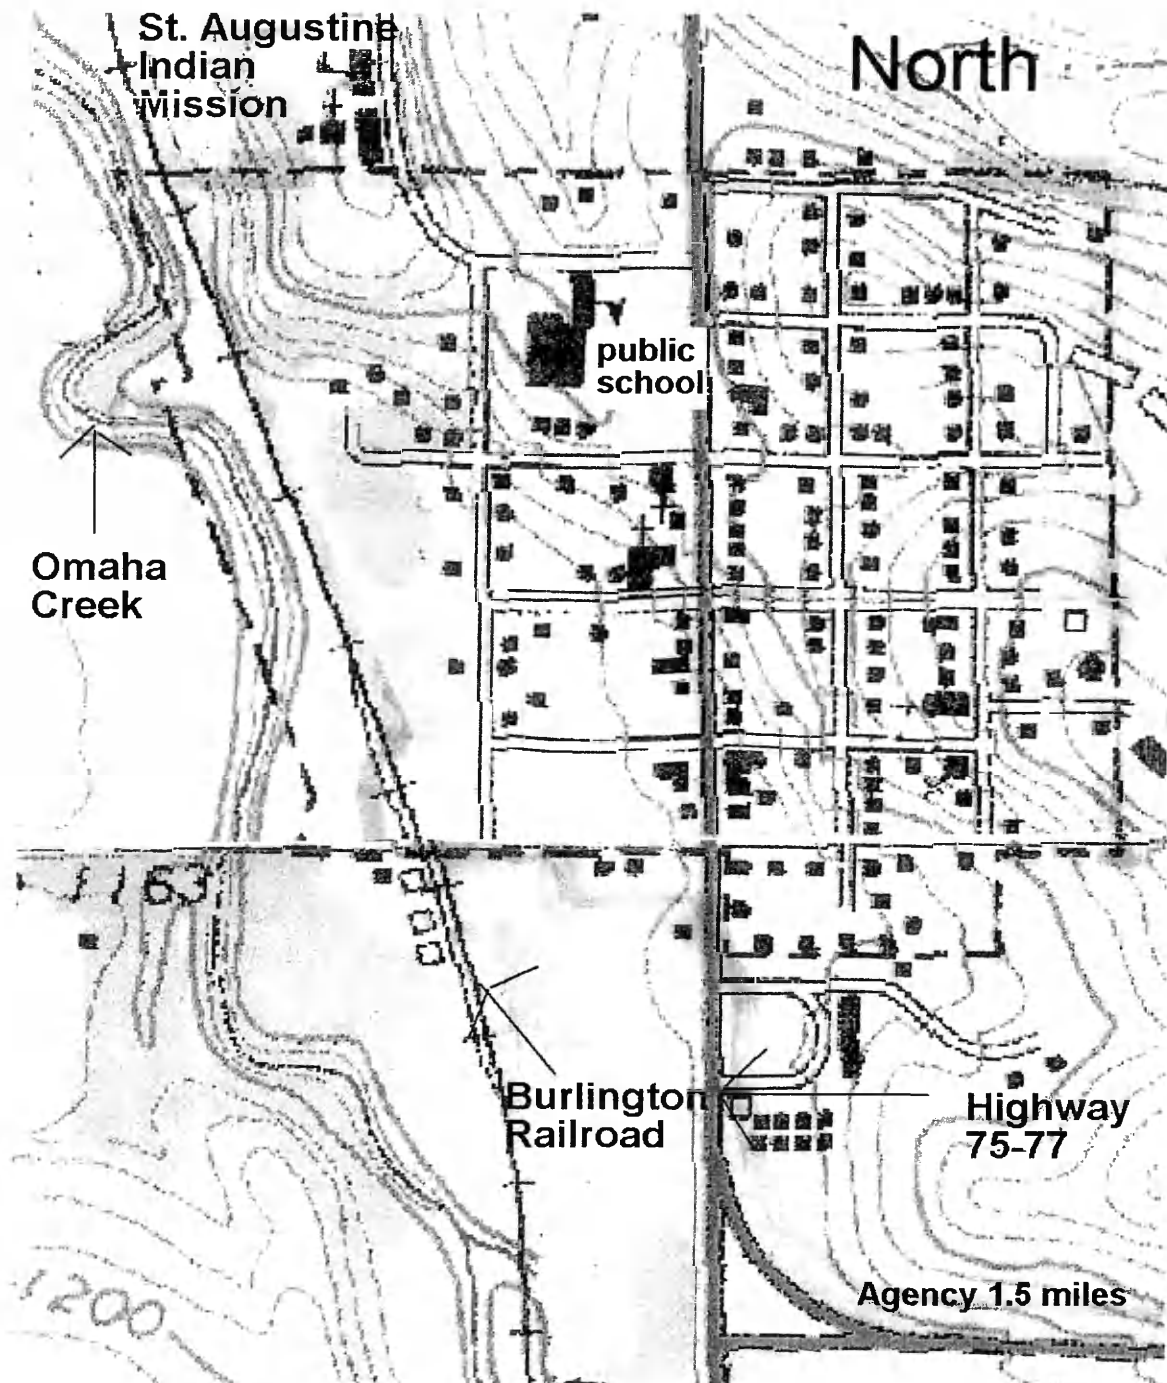 St. Augustine
Indian
Mission
North
public
school
Omaha
Creek
1163
Burlington
Railroad
Highway
75-77
Agency 1.5 miles
1200